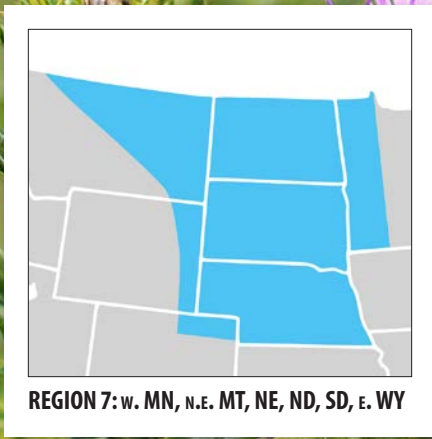 REGION 7: W. MN, N.E. MT, NE, ND, SD, E. WY